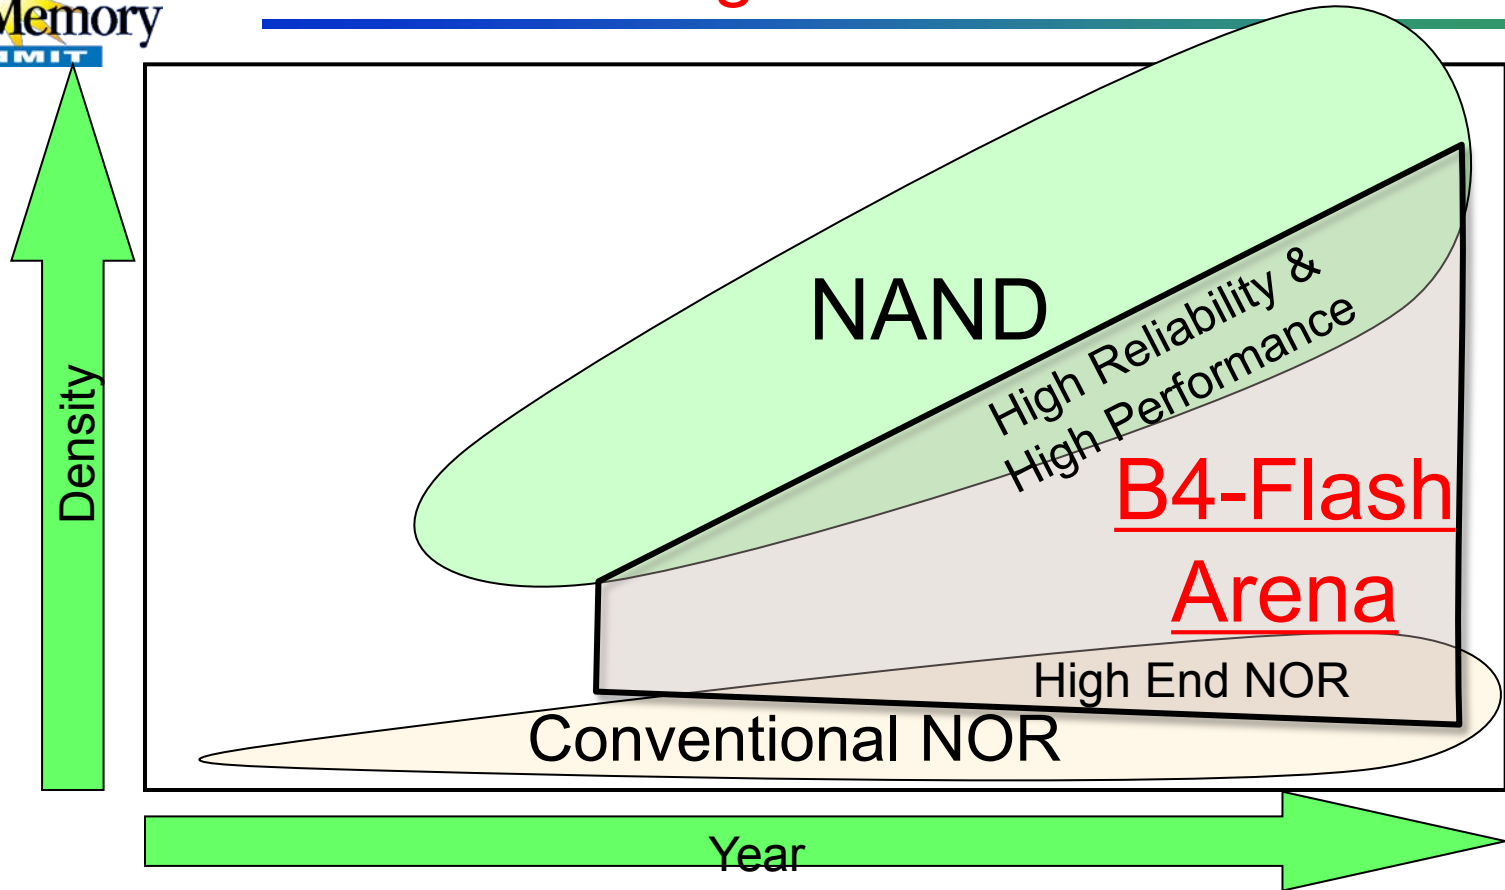 Memory
Density
NAND
High Reliability &
High Performance
B4-Flash
Arena
High End NOR
Conventional NOR
Year